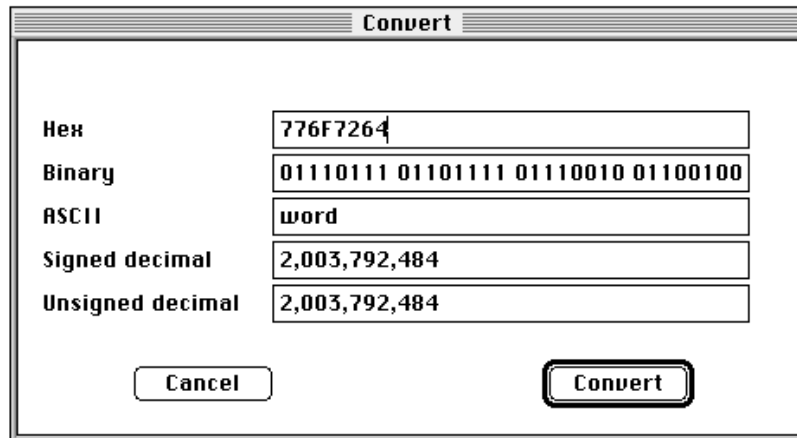 Convert
Hex 776F7264
Binary 01110111 01101111 01110010 01100100
ASCII word
Signed decimal 2,003,792,484
Unsigned decimal 2,003,792,484
Cancel Convert